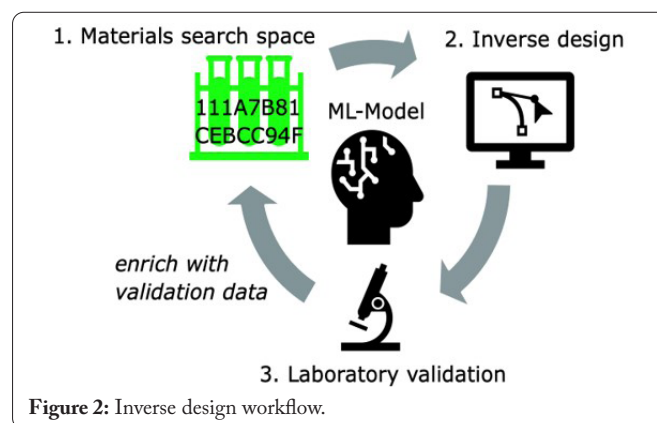 1. Materials search space
2. Inverse design
111A7B81
CEBCC94F
ML-Model
enrich with
validation data
3. Laboratory validation
Figure 2: Inverse design workflow.